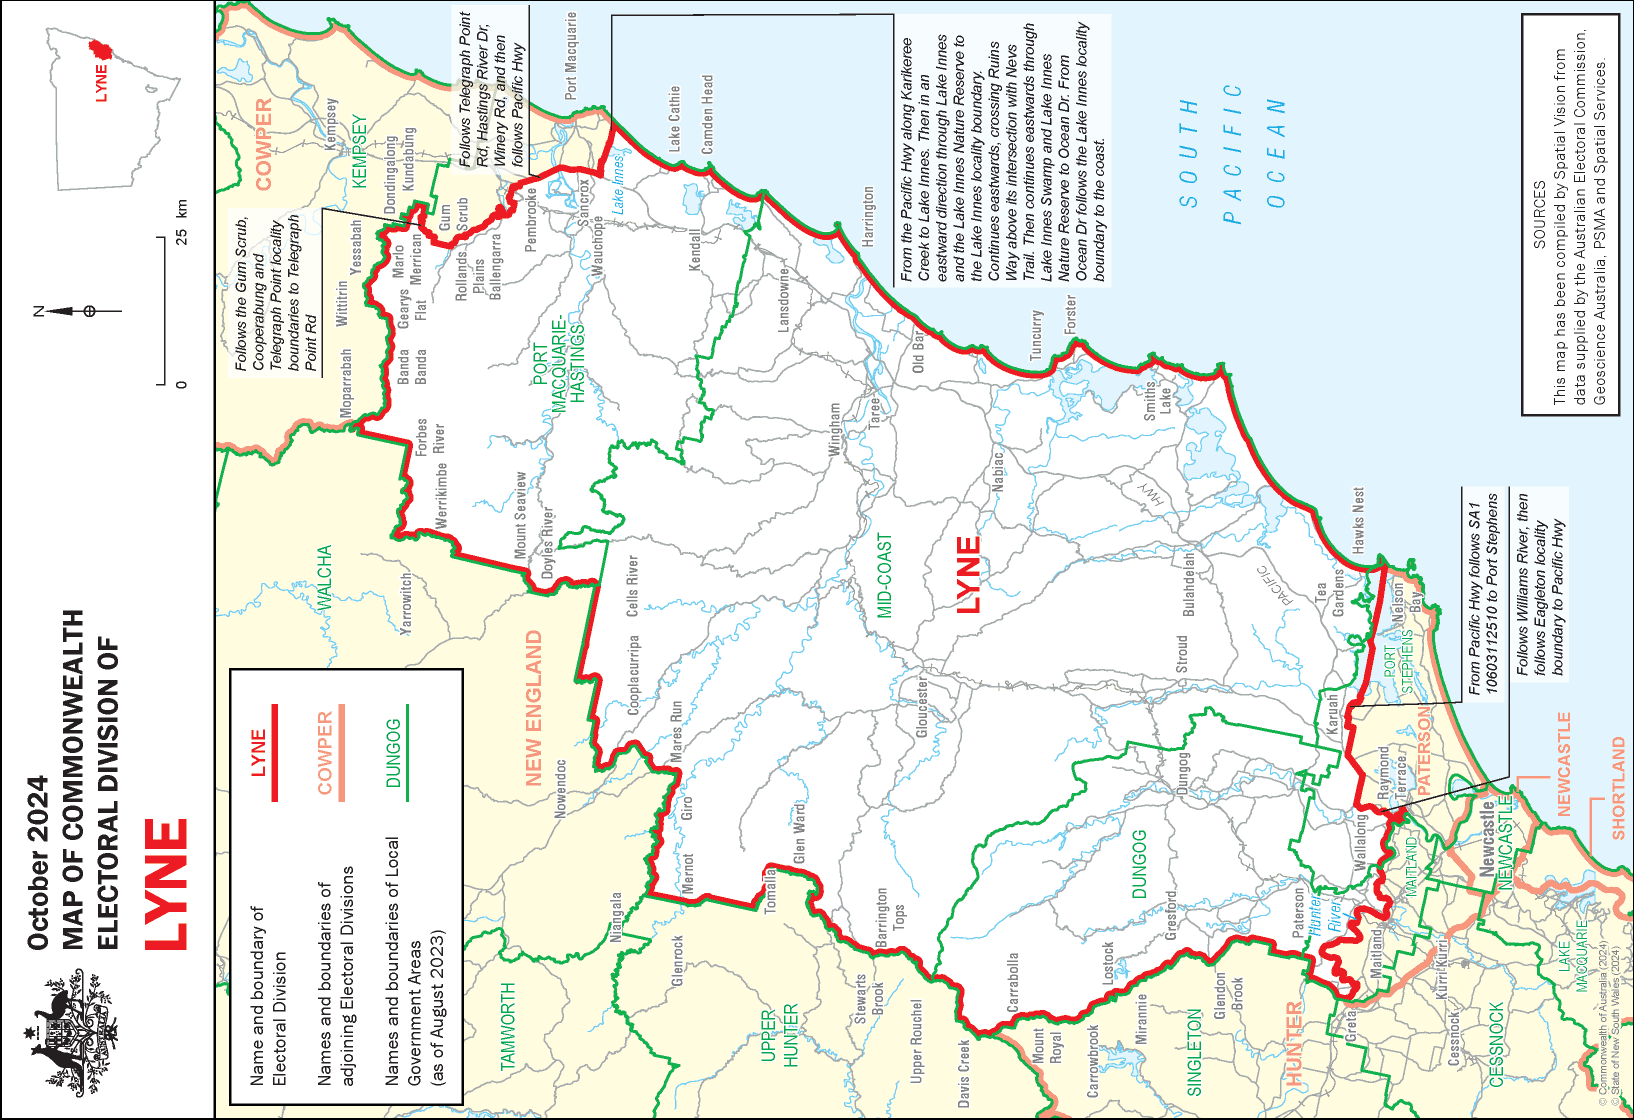 October 2024
MAP OF COMMONWEALTH
ELECTORAL DIVISION OF
LYNE
N
0
25 km
LYNE
Name and boundary of
Electoral Division
LYNE
Names and boundaries of
adjoining Electoral Divisions
COWPER
Names and boundaries of Local
Government Areas
(as of August 2023)
DUNGOG
Follows the Gum Scrub,
Cooperabung and
Telegraph Point locality
boundaries to Telegraph
Point Rd
Follows Telegraph Point
Rd, Hastings River Dr,
Winery Rd, and then
follows Pacific Hwy
From the Pacific Hwy along Karikeree
Creek to Lake Innes. Then in an
eastward direction through Lake Innes
and the Lake Innes Nature Reserve to
the Lake Innes locality boundary.
Continues eastwards, crossing Ruins
Way above its intersection with Nevs
Trail. Then continues eastwards through
Lake Innes Swamp and Lake Innes
Nature Reserve to Ocean Dr. From
Ocean Dr follows the Lake Innes locality
boundary to the coast.
From Pacific Hwy follows SA1
10603112510 to Port Stephens
Follows Williams River, then
follows Eagleton locality
boundary to Pacific Hwy
SOURCES
This map has been compiled by Spatial Vision from
data supplied by the Australian Electoral Commission,
Geoscience Australia, PSMA and Spatial Services.
SOUTH
PACIFIC
OCEAN
COWPER
Kempsey
KEMPSEY
Dondingalong
Kundabung
Port Macquarie
Lake Cathie
Camden Head
Yessabah
Wittitrin
Moparrabah
Marlo
Merrican
Gearys
Flat
Banda
Banda
Gum
Scrub
Rollands
Plains
Ballengarra
Pembrooke
Sancrox
Wauchope
Lake Innes
Kendall
Harrington
Lansdowne
PORT
MACQUARIE-
HASTINGS
Forbes
River
Werrikimbe
Mount Seaview
Doyles River
Old Bar
Tuncurry
Forster
Wingham
Taree
Smiths
Lake
Nabiac
HWY
WALCHA
Yarrowitch
NEW ENGLAND
Cells River
Cooplacurripa
MID-COAST
LYNE
Bulahdelah
PACIFIC
Tea
Gardens
Hawks Nest
Nelson
Bay
PORT
STEPHENS
Stroud
Karuah
Mares Run
Gloucester
Nowendoc
Giro
Mernot
Glen Ward
Tomalla
Niangala
Glenrock
TAMWORTH
UPPER
HUNTER
Barrington
Tops
Stewarts
Brook
Upper Rouchel
Davis Creek
Dungog
DUNGOG
Gresford
Paterson
Hunter
River
Wallalong
Raymond
Terrace
PATERSON
MAITLAND
Maitland
Newcastle
NEWCASTLE
NEWCASTLE
SHORTLAND
Carrabolla
Lostock
Glendon
Brook
Mount
Royal
Carrowbrook
Mirannie
SINGLETON
HUNTER
Greta
Kurri Kurri
Cessnock
CESSNOCK
LAKE
MACQUARIE
© Commonwealth of Australia (2024)
© State of New South Wales (2024)